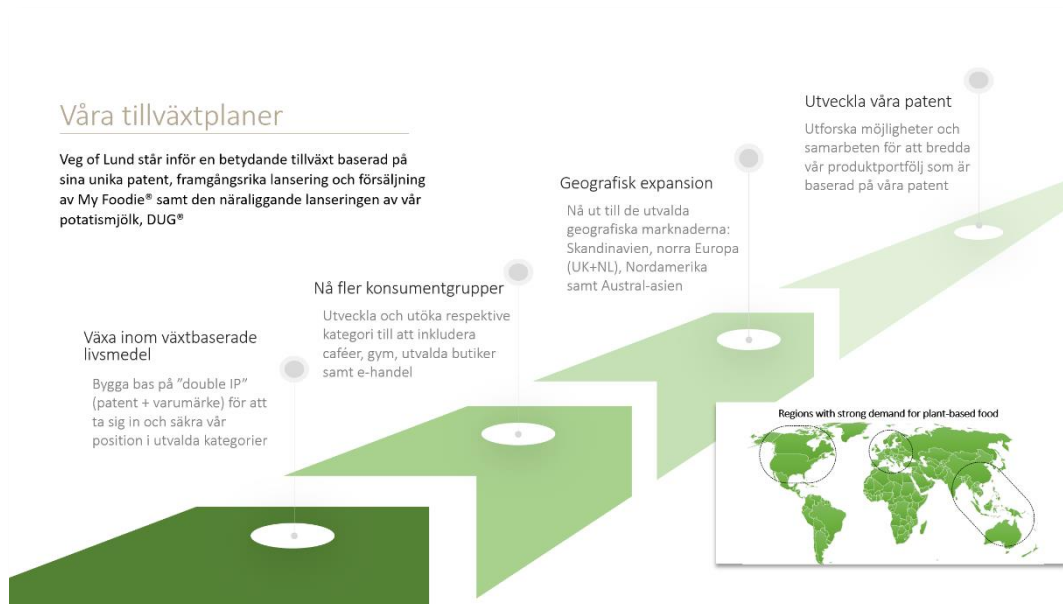 Våra tillväxtplaner
Veg of Lund står inför en betydande tillväxt baserad på
sina unika patent, framgångsrika lansering och försäljning
av My Foodie® samt den näraliggande lanseringen av vår
potatismjölk, DUG®
Växa inom växtbaserade
livsmedel
Bygga bas på ”double IP”
(patent + varumärke) för att
ta sig in och säkra vår
position i utvalda kategorier
Nå fler konsumentgrupper
Utveckla och utöka respektive
kategori till att inkludera
caféer, gym, utvalda butiker
samt e-handel
Geografisk expansion
Nå ut till de utvalda
geografiska marknaderna:
Skandinavien, norra Europa
(UK+NL), Nordamerika
samt Austral-asien
Utveckla våra patent
Utforska möjligheter och
samarbeten för att bredda
vår produktportfölj som är
baserad på våra patent
Regions with strong demand for plant-based food